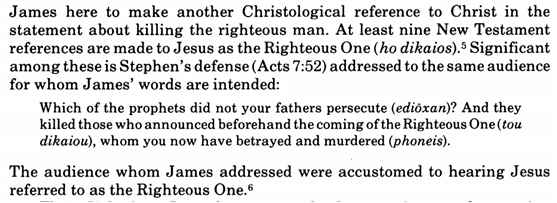 James here to make another Christological reference to Christ in the
statement about killing the righteous man. At least nine New Testament
references are made to Jesus as the Righteous One (ho dikaios).⁵ Significant
among these is Stephen's defense (Acts 7:52) addressed to the same audience
for whom James' words are intended:
Which of the prophets did not your fathers persecute (ediōxan)? And they
killed those who announced beforehand the coming of the Righteous One (tou
dikaiou), whom you now have betrayed and murdered (phoneis).
The audience whom James addressed were accustomed to hearing Jesus
referred to as the Righteous One.⁶